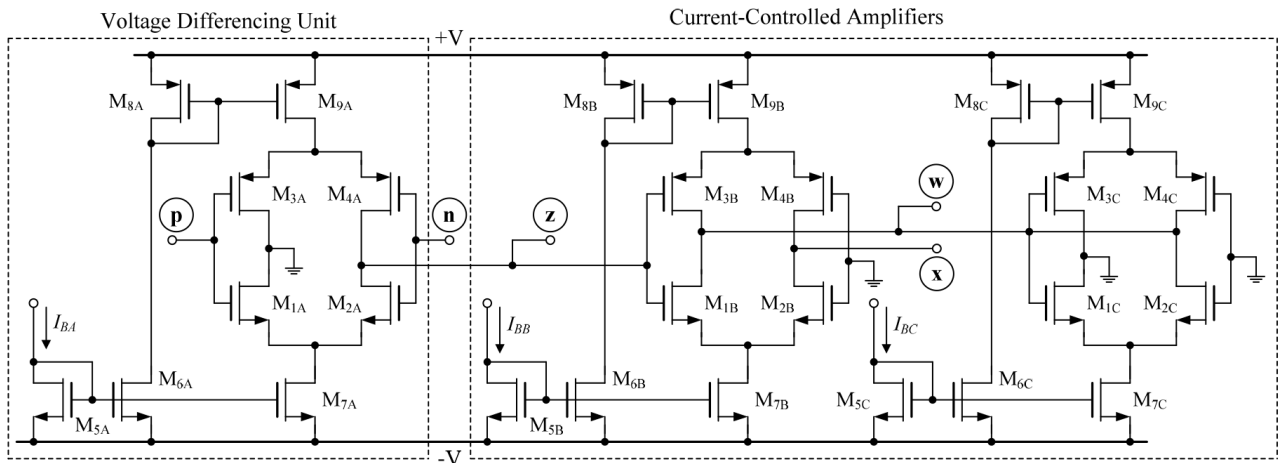 Voltage Differencing Unit
Current-Controlled Amplifiers
+V
M8A
M9A
M8B
M9B
M8C
M9C
M3A
M4A
M3B
M4B
M3C
M4C
p
n
z
w
x
M1A
M2A
M1B
M2B
M1C
M2C
IBA
IBB
IBC
M6A
M6B
M6C
M5A
M7A
M5B
M7B
M5C
M7C
-V